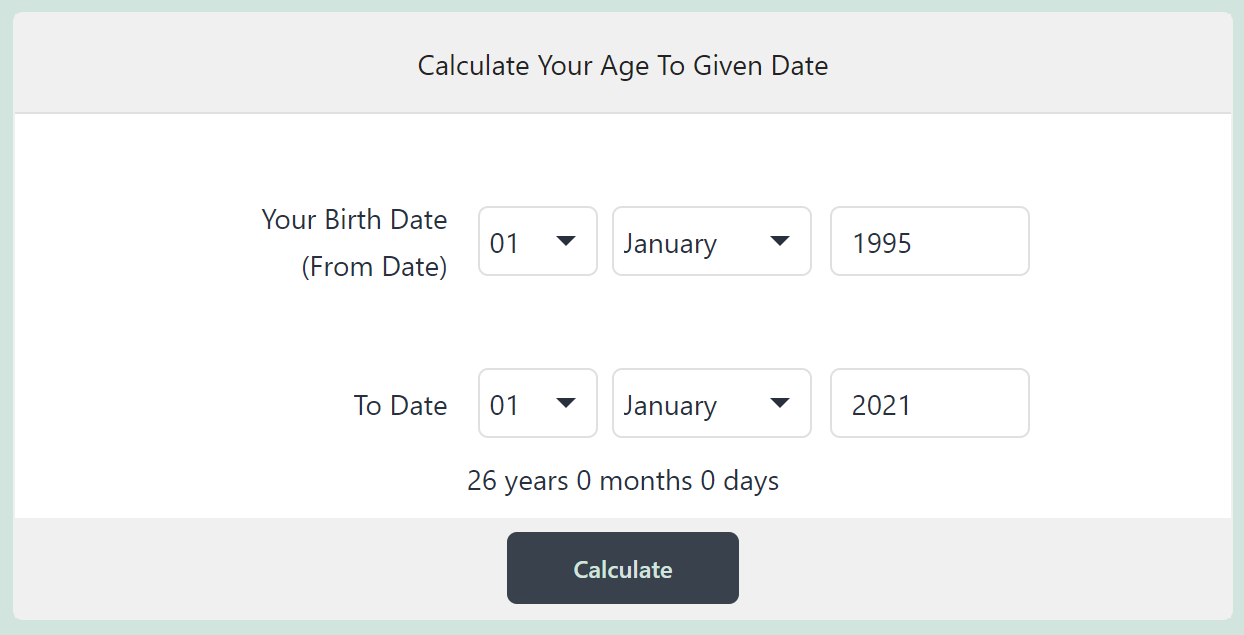 Calculate Your Age To Given Date
Your Birth Date
(From Date)
01 January 1995
To Date 01 January 2021
26 years 0 months 0 days
Calculate